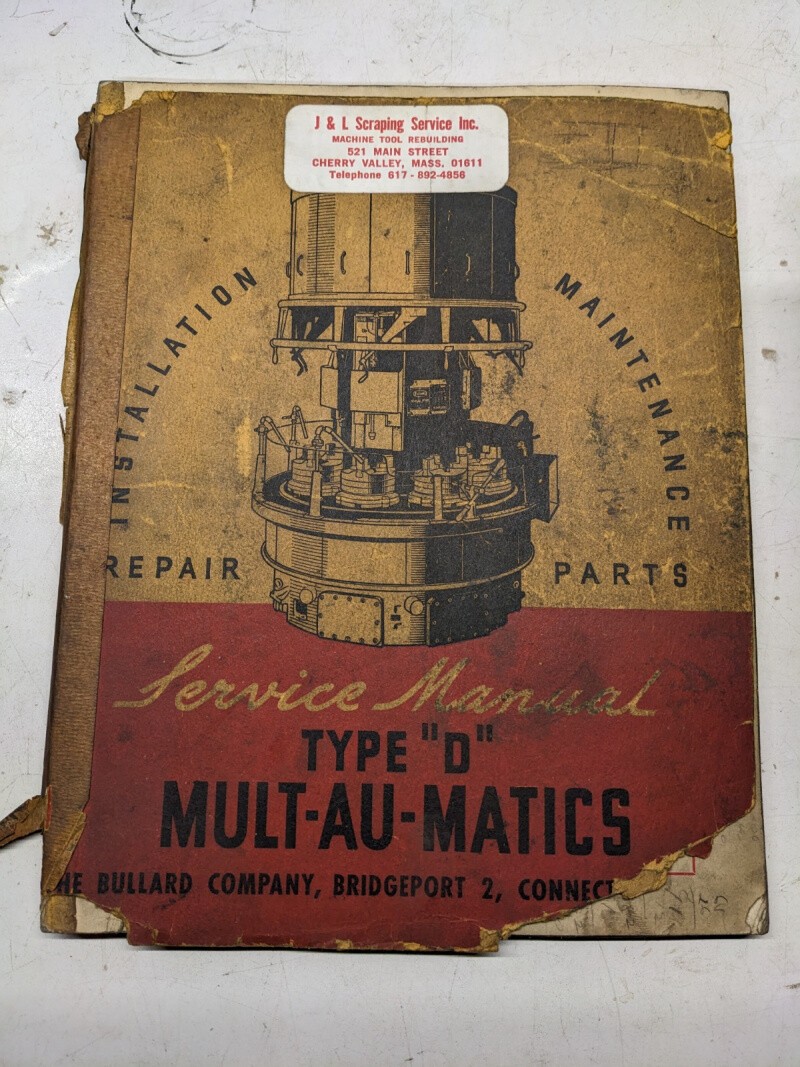 J & L Scraping Service Inc.
MACHINE TOOL REBUILDING
521 MAIN STREET
CHERRY VALLEY, MASS. 01611
Telephone 617 - 892-4856
INSTALLATION
MAINTENANCE
REPAIR
PARTS
Service Manual
TYPE "D"
MULT-AU-MATICS
HE BULLARD COMPANY, BRIDGEPORT 2, CONNECT